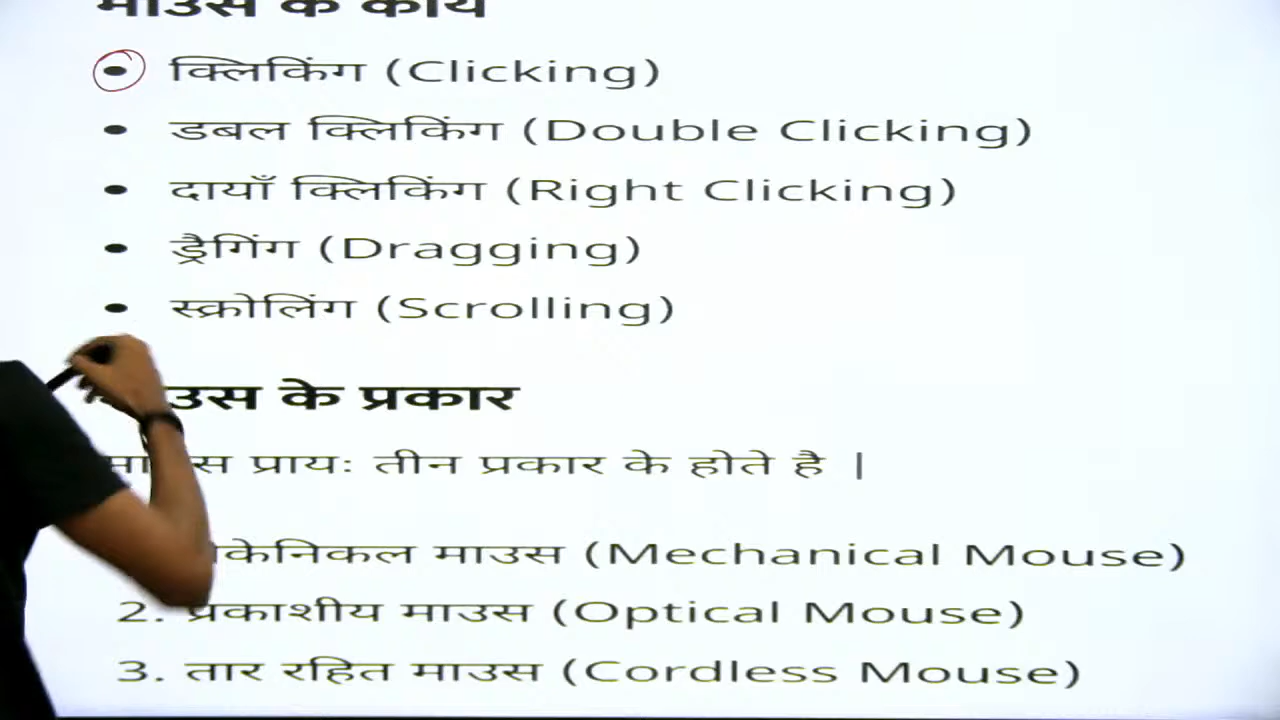 माउस के कार्य
• क्लिकिंग (Clicking)
• डबल क्लिकिंग (Double Clicking)
• दायाँ क्लिकिंग (Right Clicking)
• ड्रैगिंग (Dragging)
• स्क्रोलिंग (Scrolling)
के प्रकार
प्रायः तीन प्रकार के होते है |
माउस (Mechanical Mouse)
2. प्रकाशीय माउस (Optical Mouse)
3. तार रहित माउस (Cordless Mouse)